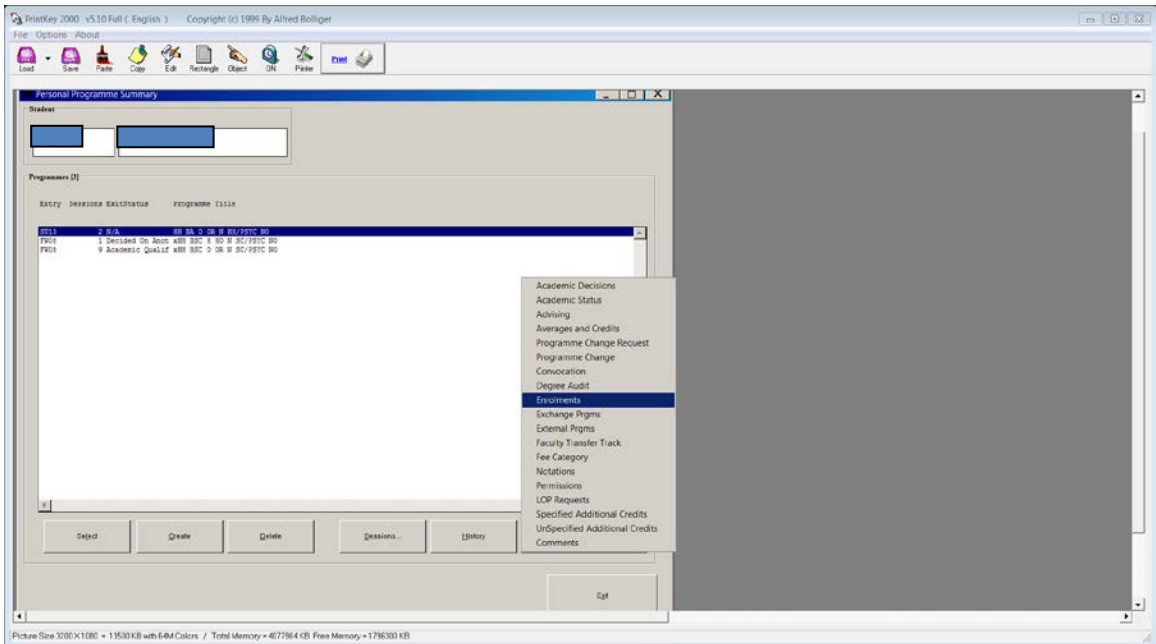 PrintKey 2000 v5.10 Full ( English ) Copyright (c) 1999 By Alfred Bolliger
File Options About
Load Save Paste Copy Edit Rectangle Object ON Printer Print
Personal Programme Summary
Student
Programmes [3]
Entry Sessions ExitStatus Programme Title
2 N/A
1 Decided On Anot
9 Academic Qualif
Academic Decisions
Academic Status
Advising
Averages and Credits
Programme Change Request
Programme Change
Convocation
Degree Audit
Enrolments
Exchange Prgms
External Prgms
Faculty Transfer Track
Fee Category
Notations
Permissions
LOP Requests
Specified Additional Credits
UnSpecified Additional Credits
Comments
Select Create Delete Sessions... History
Exit
Picture Size 3200X1080 = 13500 KB with 64M Colors / Total Memory = 4077864 KB Free Memory = 1796300 KB